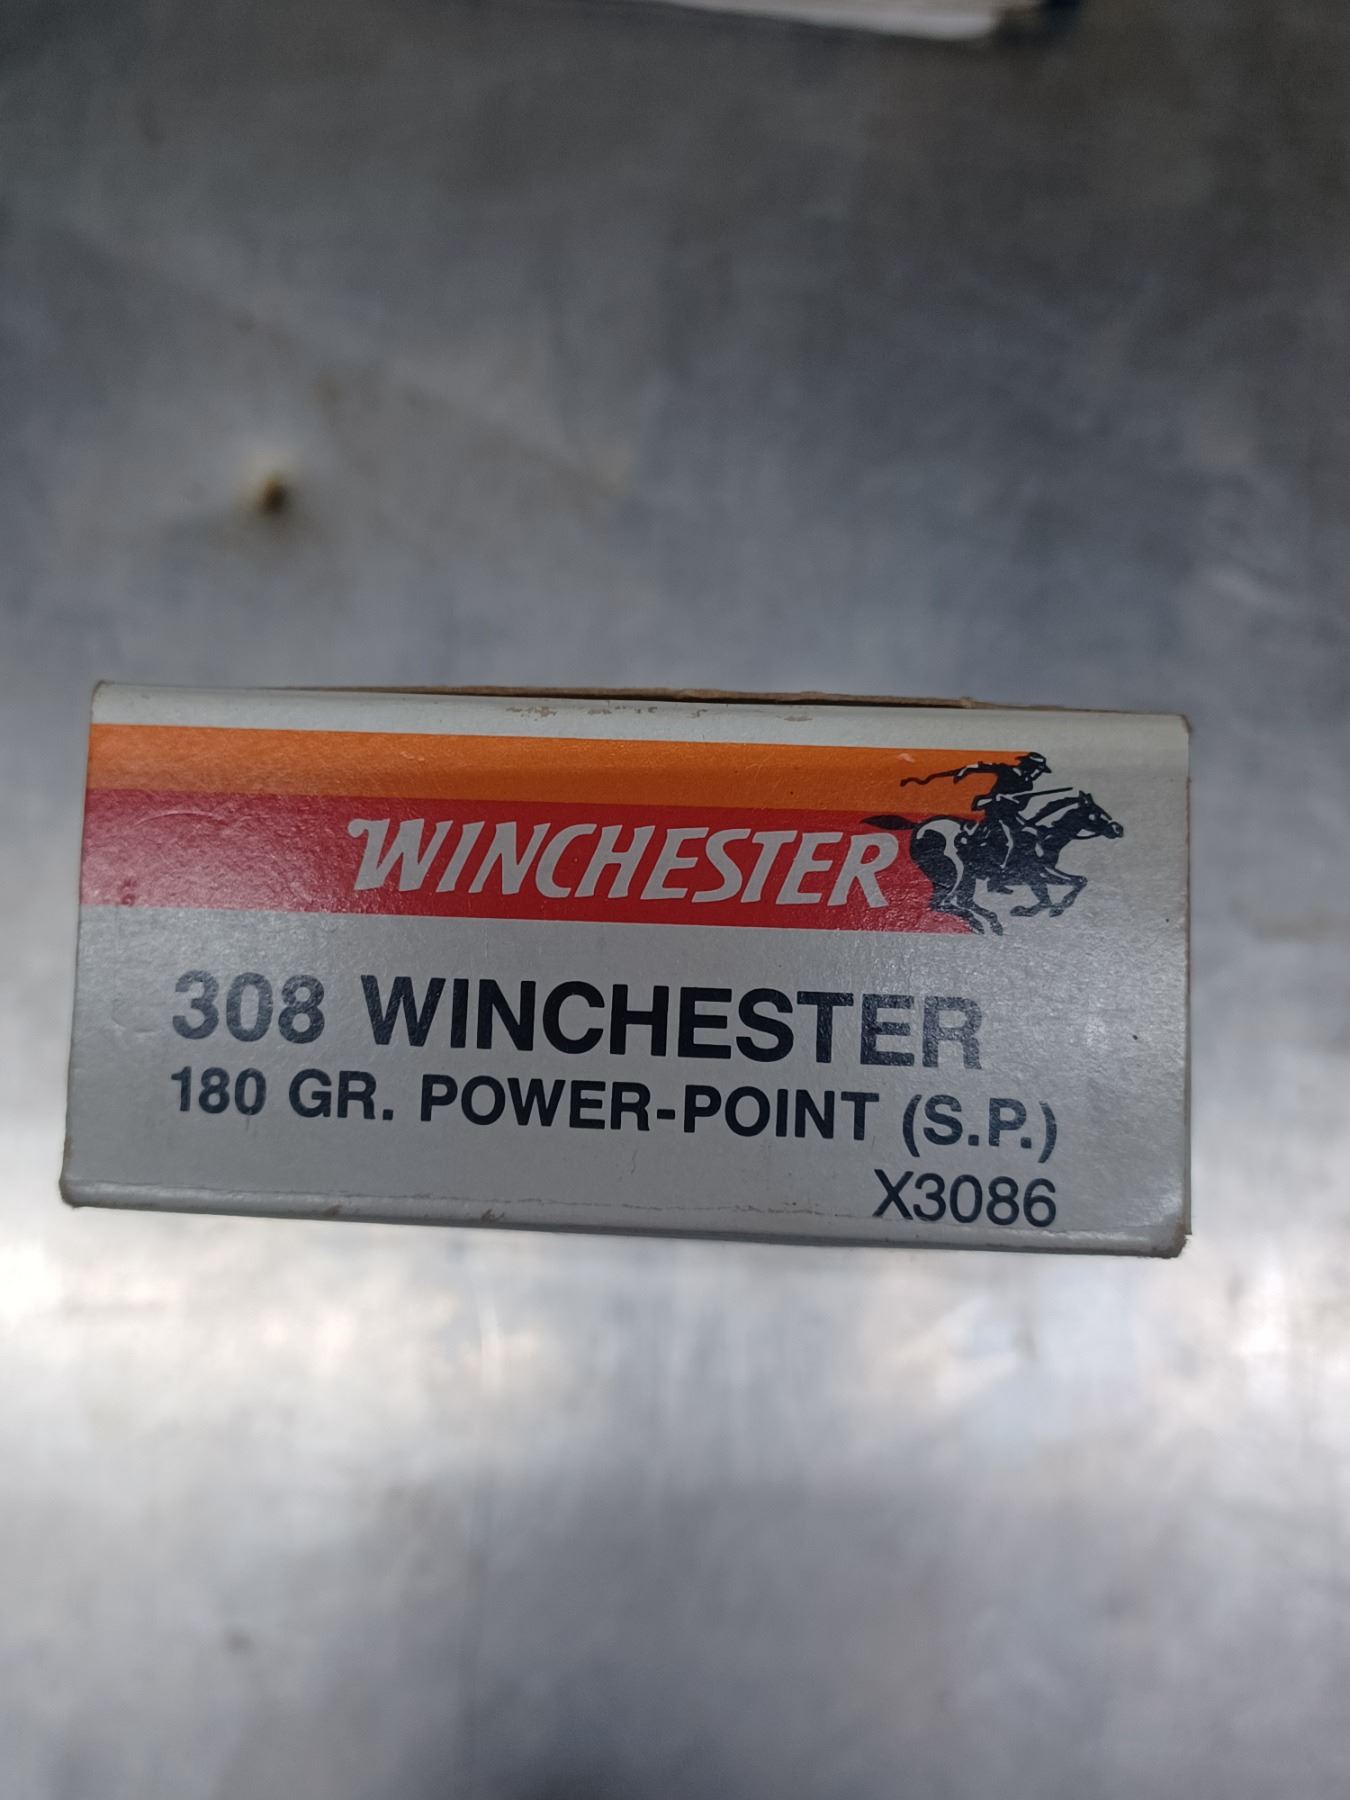 WINCHESTER
308 WINCHESTER
180 GR. POWER-POINT (S.P.)
X3086